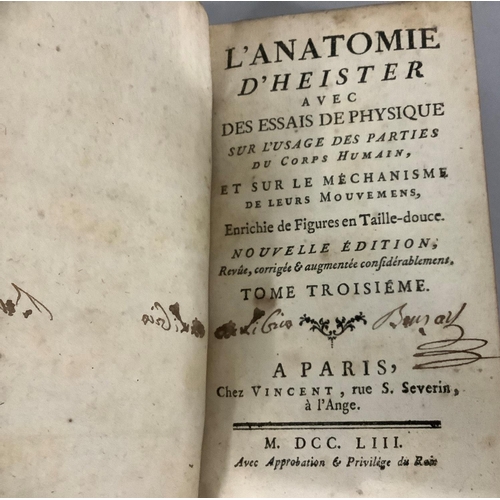 L'ANATOMIE
D'HEISTER
AVEC
DES ESSAIS DE PHYSIQUE
SUR L'USAGE DES PARTIES
DU CORPS HUMAIN,
ET SUR LE MÉCHANISME
DE LEURS MOUVEMENS,
Enrichie de Figures en Taille-douce.
NOUVELLE ÉDITION,
Revûe, corrigée & augmentée considérablement,
TOME TROISIÉME.
A PARIS,
Chez VINCENT, rue S. Severin,
à l'Ange.
M. DCC. LIII.
Avec Approbation & Privilége du Roi